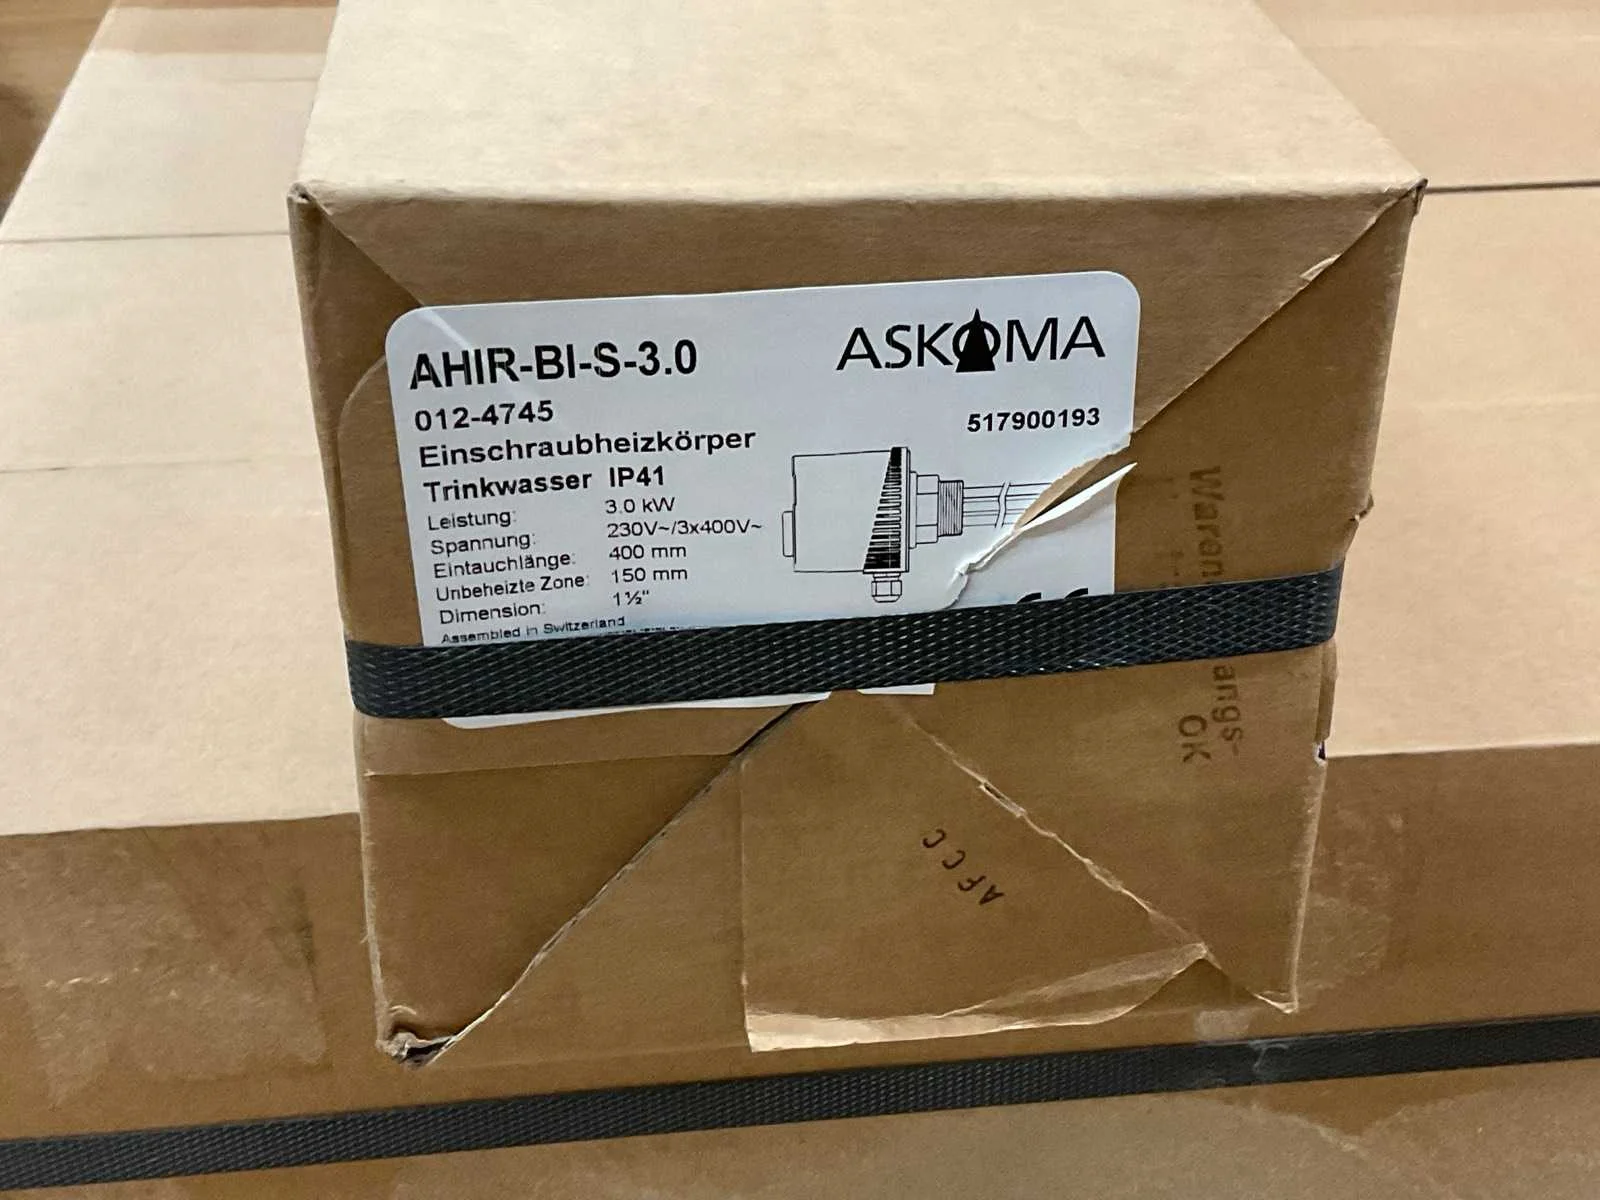 AHIR-BI-S-3.0
ASKOMA
012-4745
517900193
Einschraubheizkörper
Trinkwasser IP41
Leistung: 3.0 kW
Spannung: 230V~/3x400V~
Eintauchlänge: 400 mm
Unbeheizte Zone: 150 mm
Dimension: 1½"
Assembled in Switzerland
CE
OK
AFCC